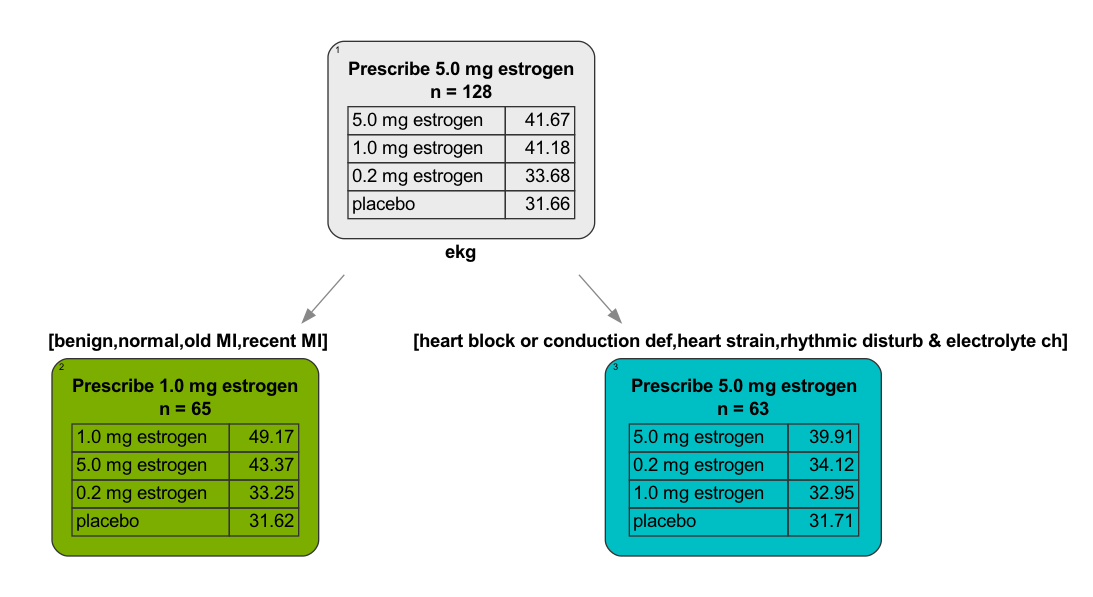 1
Prescribe 5.0 mg estrogen
n = 128
5.0 mg estrogen 41.67
1.0 mg estrogen 41.18
0.2 mg estrogen 33.68
placebo 31.66
ekg
[benign,normal,old MI,recent MI]
2
Prescribe 1.0 mg estrogen
n = 65
1.0 mg estrogen 49.17
5.0 mg estrogen 43.37
0.2 mg estrogen 33.25
placebo 31.62
[heart block or conduction def,heart strain,rhythmic disturb & electrolyte ch]
3
Prescribe 5.0 mg estrogen
n = 63
5.0 mg estrogen 39.91
0.2 mg estrogen 34.12
1.0 mg estrogen 32.95
placebo 31.71